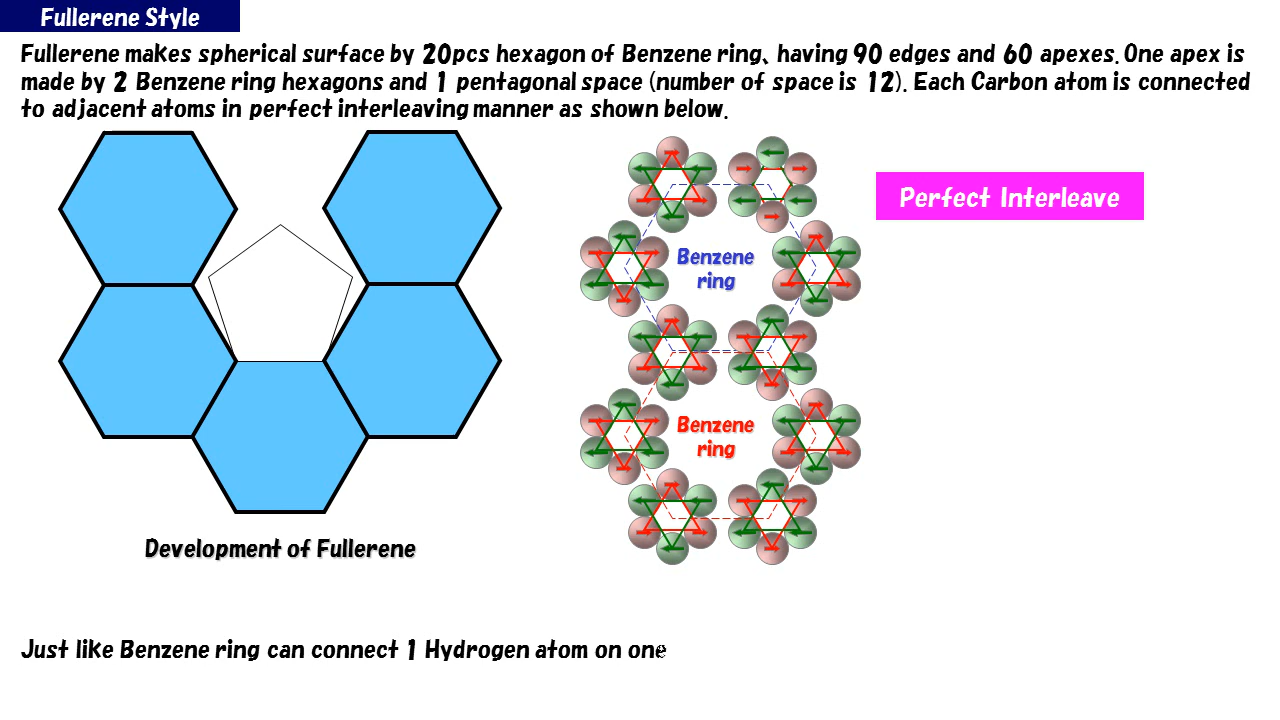 Fullerene Style
Fullerene makes spherical surface by 20pcs hexagon of Benzene ring、having 90 edges and 60 apexes. One apex is
made by 2 Benzene ring hexagons and 1 pentagonal space (number of space is 12). Each Carbon atom is connected
to adjacent atoms in perfect interleaving manner as shown below.
Perfect Interleave
Benzene
ring
Benzene
ring
Development of Fullerene
Just like Benzene ring can connect 1 Hydrogen atom on one